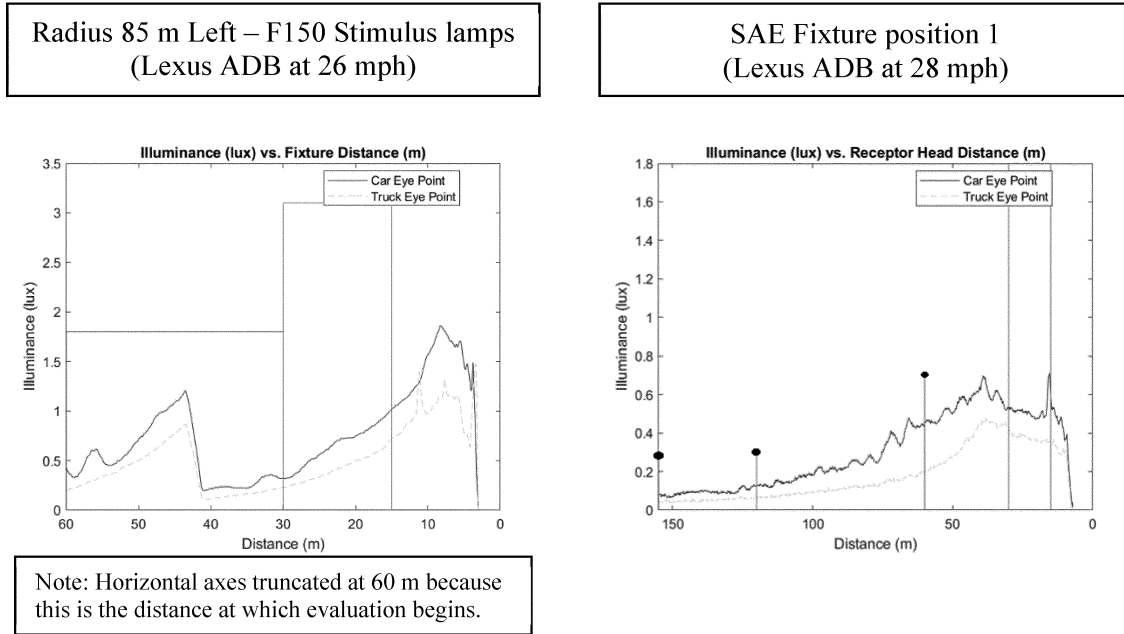 Radius 85 m Left – F150 Stimulus lamps
(Lexus ADB at 26 mph)
SAE Fixture position 1
(Lexus ADB at 28 mph)
Illuminance (lux) vs. Fixture Distance (m)
3.5
3
2.5
2
1.5
1
0.5
0
Illuminance (lux)
Car Eye Point
Truck Eye Point
60
50
40
30
20
10
0
Distance (m)
Illuminance (lux) vs. Receptor Head Distance (m)
1.8
1.6
1.4
1.2
1
0.8
0.6
0.4
0.2
0
Illuminance (lux)
Car Eye Point
Truck Eye Point
150
100
50
0
Distance (m)
Note: Horizontal axes truncated at 60 m because
this is the distance at which evaluation begins.